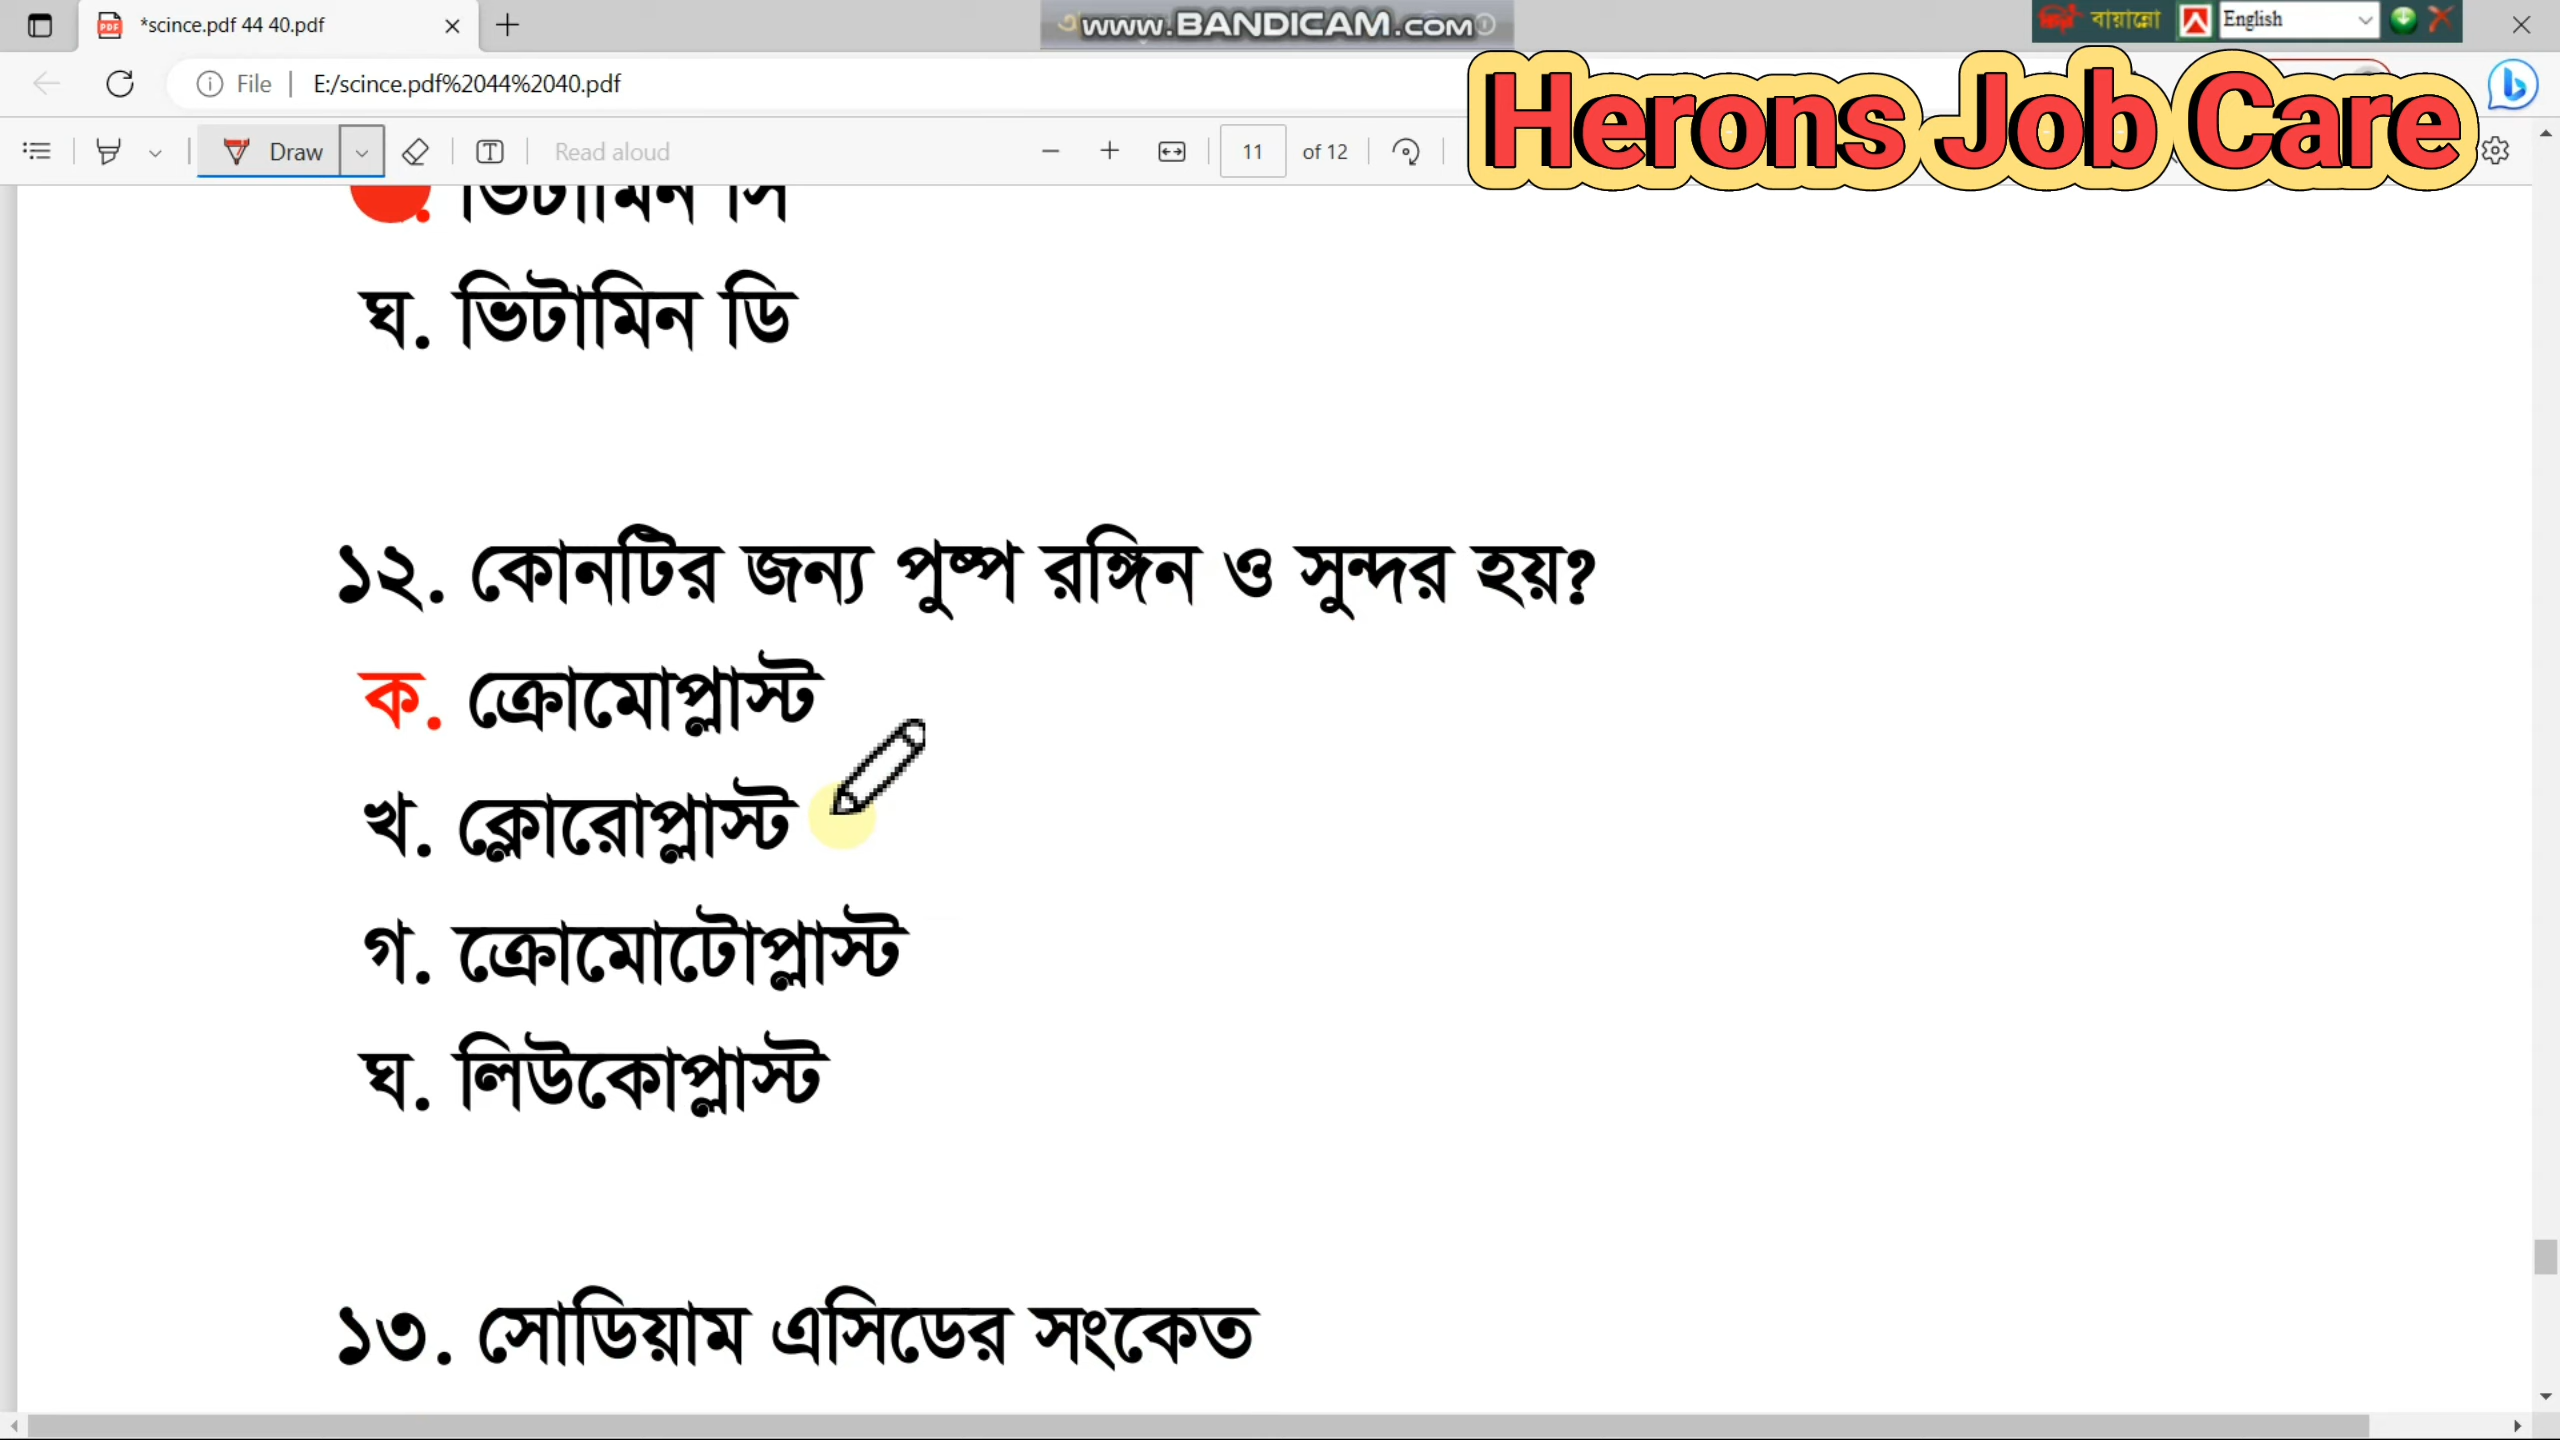 *scince.pdf 44 40.pdf
www.BANDICAM.com
বায়ান্নো
English
File
E:/scince.pdf%2044%2040.pdf
Herons Job Care
Draw
Read aloud
11
of 12
ভিটামিন সি
ঘ. ভিটামিন ডি
১২. কোনটির জন্য পুষ্প রঙ্গিন ও সুন্দর হয়?
ক. ক্রোমোপ্লাস্ট
খ. ক্লোরোপ্লাস্ট
গ. ক্রোমোটোপ্লাস্ট
ঘ. লিউকোপ্লাস্ট
১৩. সোডিয়াম এসিডের সংকেত